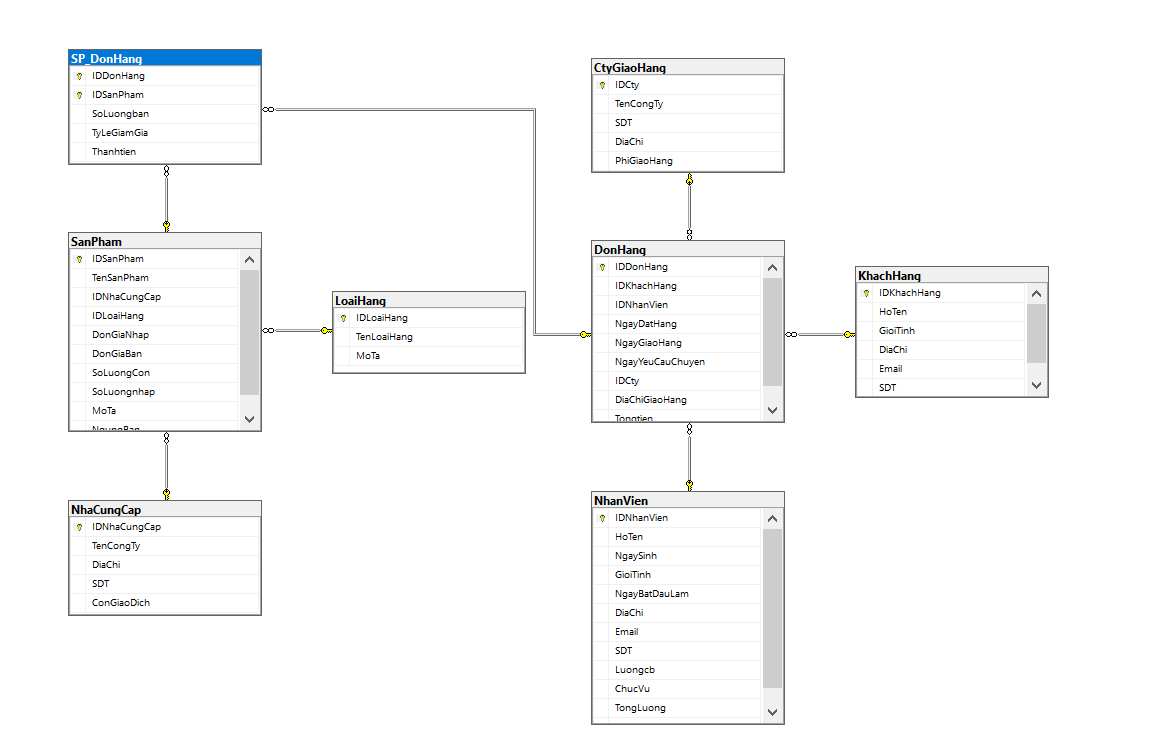 SP_DonHang
IDDonHang
IDSanPham
SoLuongban
TyLeGiamGia
Thanhtien
CtyGiaoHang
IDCty
TenCongTy
SDT
DiaChi
PhiGiaoHang
SanPham
IDSanPham
TenSanPham
IDNhaCungCap
IDLoaiHang
DonGiaNhap
DonGiaBan
SoLuongCon
SoLuongnhap
MoTa
NgungBan
LoaiHang
IDLoaiHang
TenLoaiHang
MoTa
DonHang
IDDonHang
IDKhachHang
IDNhanVien
NgayDatHang
NgayGiaoHang
NgayYeuCauChuyen
IDCty
DiaChiGiaoHang
Tongtien
KhachHang
IDKhachHang
HoTen
GioiTinh
DiaChi
Email
SDT
NhaCungCap
IDNhaCungCap
TenCongTy
DiaChi
SDT
ConGiaoDich
NhanVien
IDNhanVien
HoTen
NgaySinh
GioiTinh
NgayBatDauLam
DiaChi
Email
SDT
Luongcb
ChucVu
TongLuong